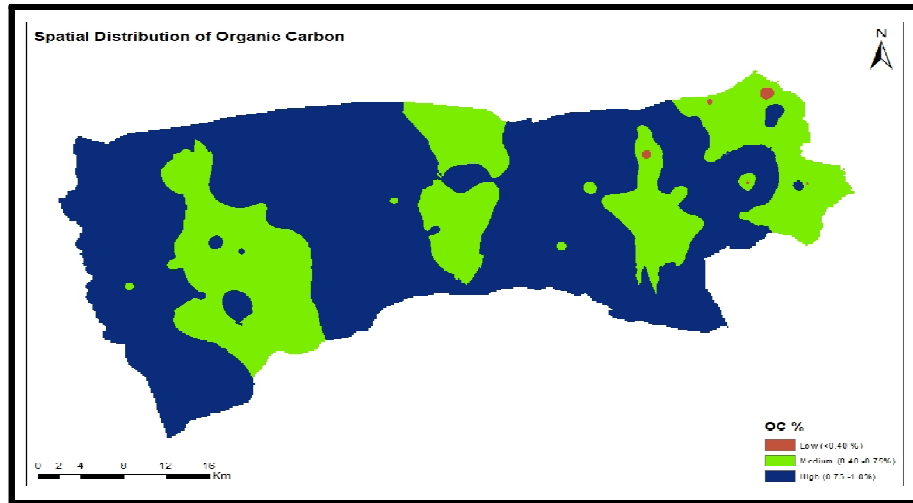 Spatial Distribution of Organic Carbon
N
OC %
Low (<0.40 %)
Medium (0.40 -0.75%)
High (0.75 -1.0%)
0 2 4 8 12 16
Km